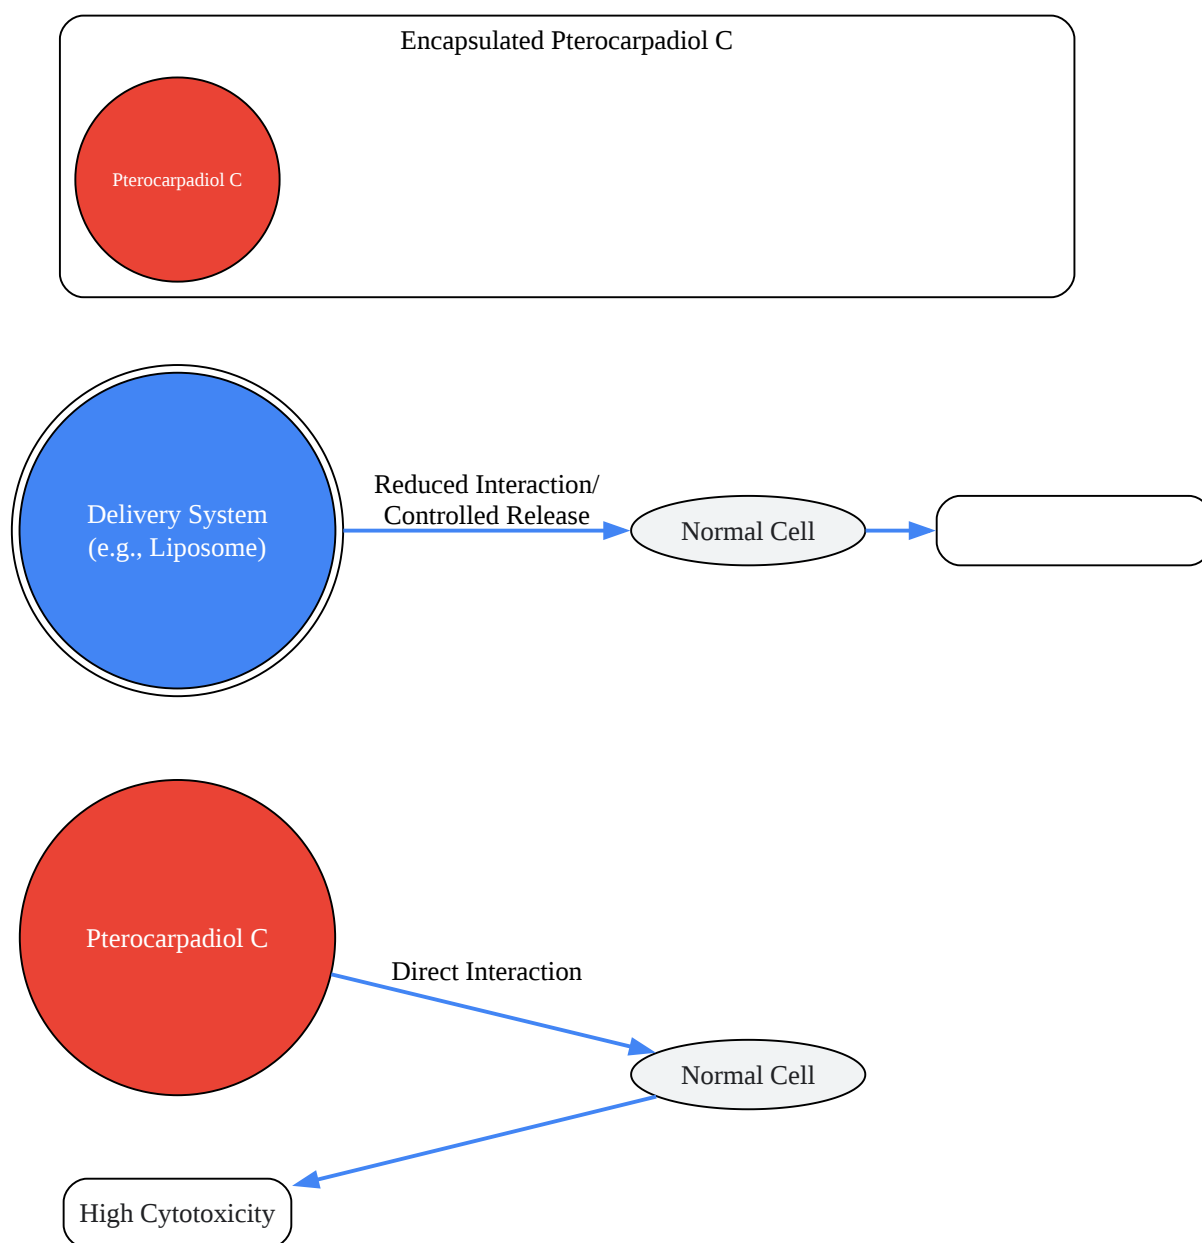 Encapsulated Pterocarpadiol C
Pterocarpadiol C
Delivery System
(e.g., Liposome)
Reduced Interaction/
Controlled Release
Normal Cell
Pterocarpadiol C
Direct Interaction
Normal Cell
High Cytotoxicity